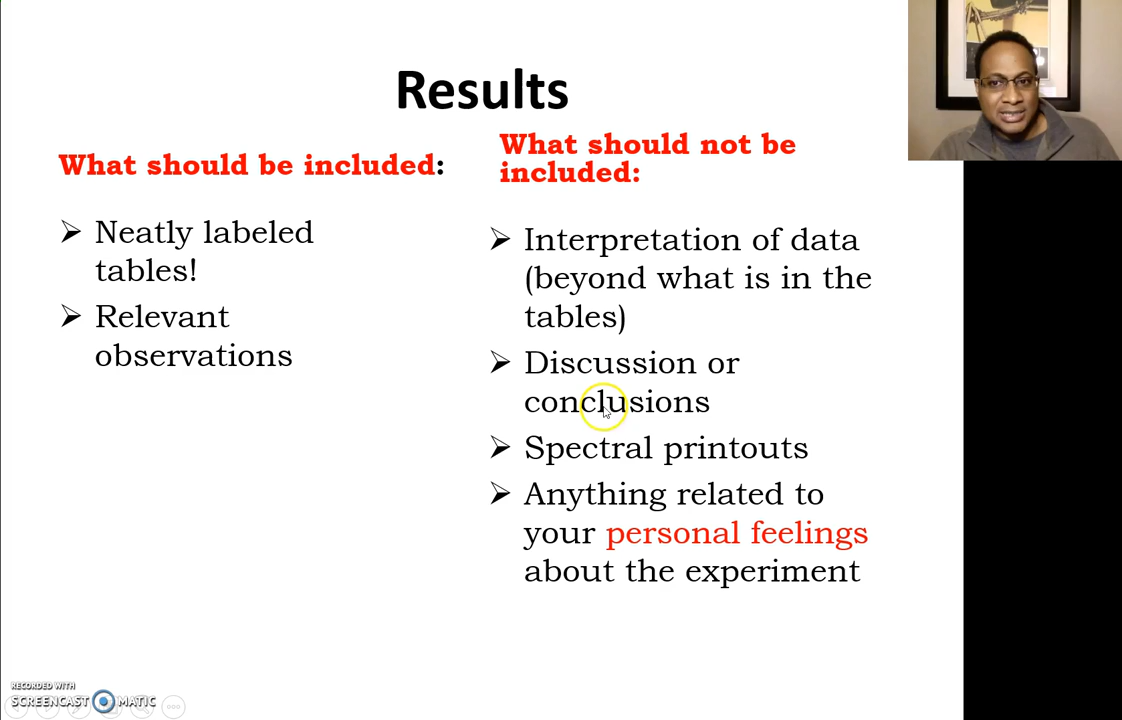 Results
What should be included:
➢ Neatly labeled
tables!
➢ Relevant
observations
What should not be
included:
➢ Interpretation of data
(beyond what is in the
tables)
➢ Discussion or
conclusions
➢ Spectral printouts
➢ Anything related to
your personal feelings
about the experiment
RECORDED WITH
SCREENCAST MATIC